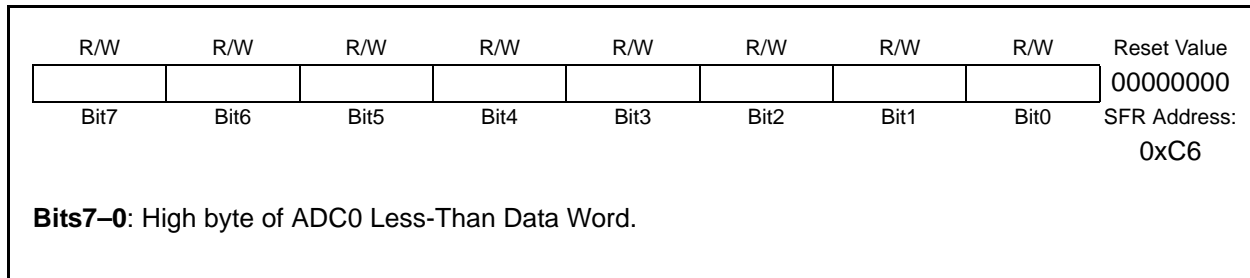 R/W R/W R/W R/W R/W R/W R/W R/W Reset Value
00000000
Bit7 Bit6 Bit5 Bit4 Bit3 Bit2 Bit1 Bit0 SFR Address:
0xC6
Bits7–0: High byte of ADC0 Less-Than Data Word.